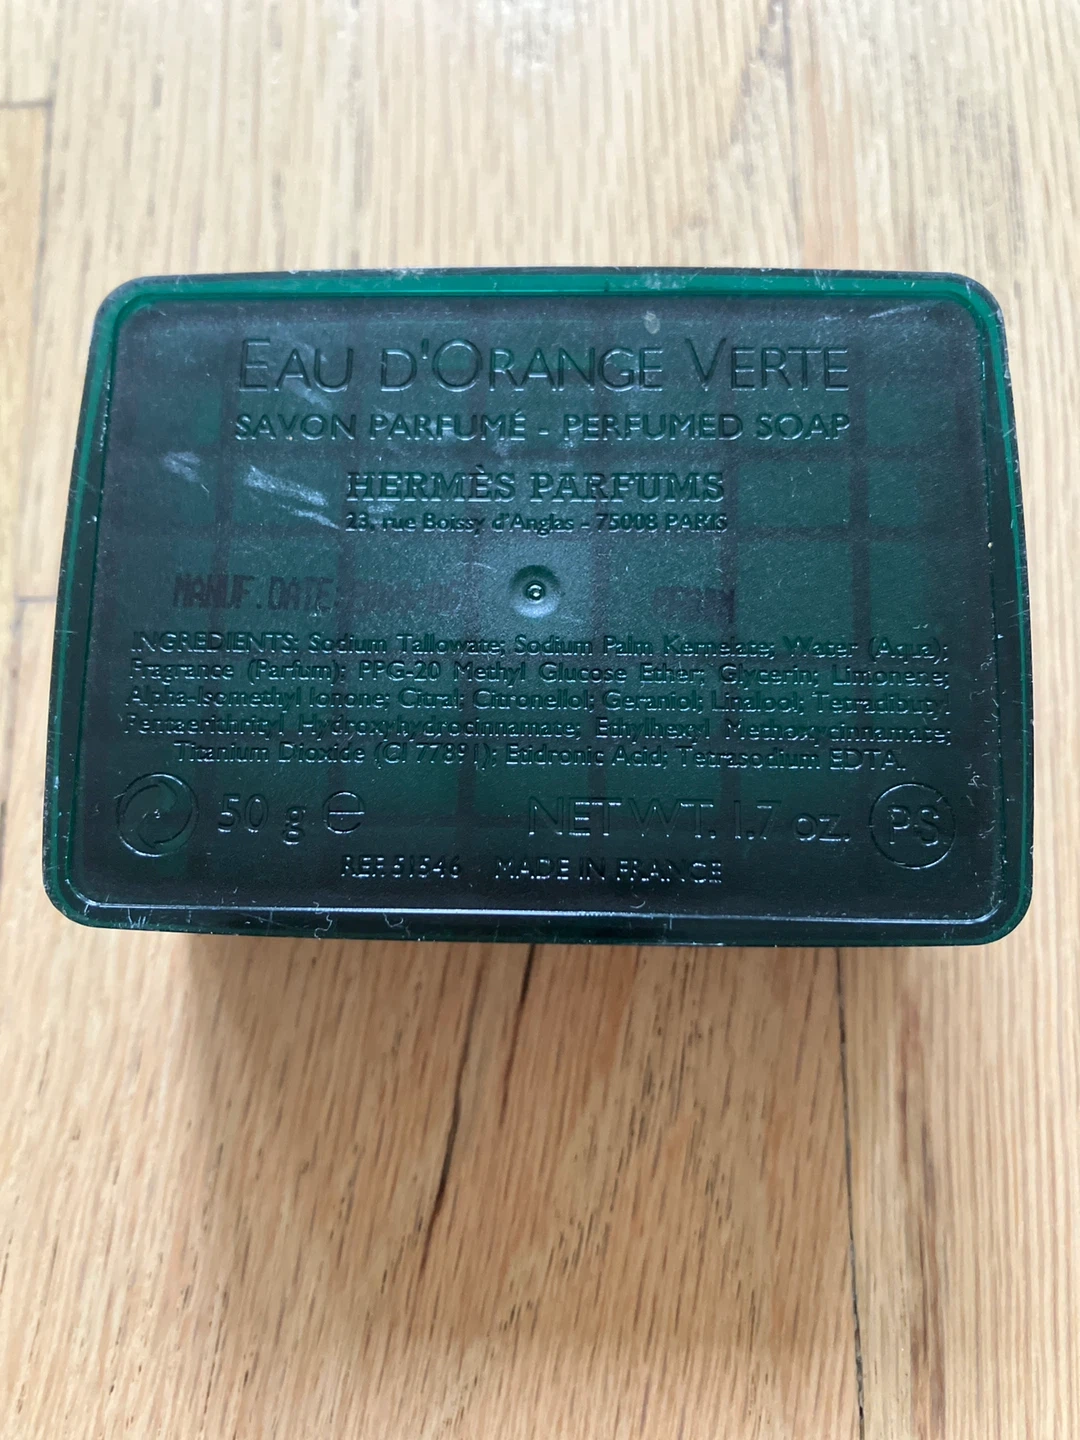 EAU D'ORANGE VERTE
SAVON PARFUMÉ - PERFUMED SOAP
HERMÈS PARFUMS
23, rue Boissy d'Anglas - 75008 PARIS
MANUF. DATE:
INGREDIENTS: Sodium Tallowate; Sodium Palm Kernelate; Water (Aqua);
Fragrance (Parfum); PPG-20 Methyl Glucose Ether; Glycerin; Limonene;
Alpha-Isomethyl Ionone; Citral; Citronellol; Geraniol; Linalool; Tetradibutyl
Pentaerithrityl Hydroxyhydrocinnamate; Ethylhexyl Methoxycinnamate;
Titanium Dioxide (CI 77891); Etidronic Acid; Tetrasodium EDTA.
50 g ℮ NET WT. 1.7 oz. PS
REF. MADE IN FRANCE